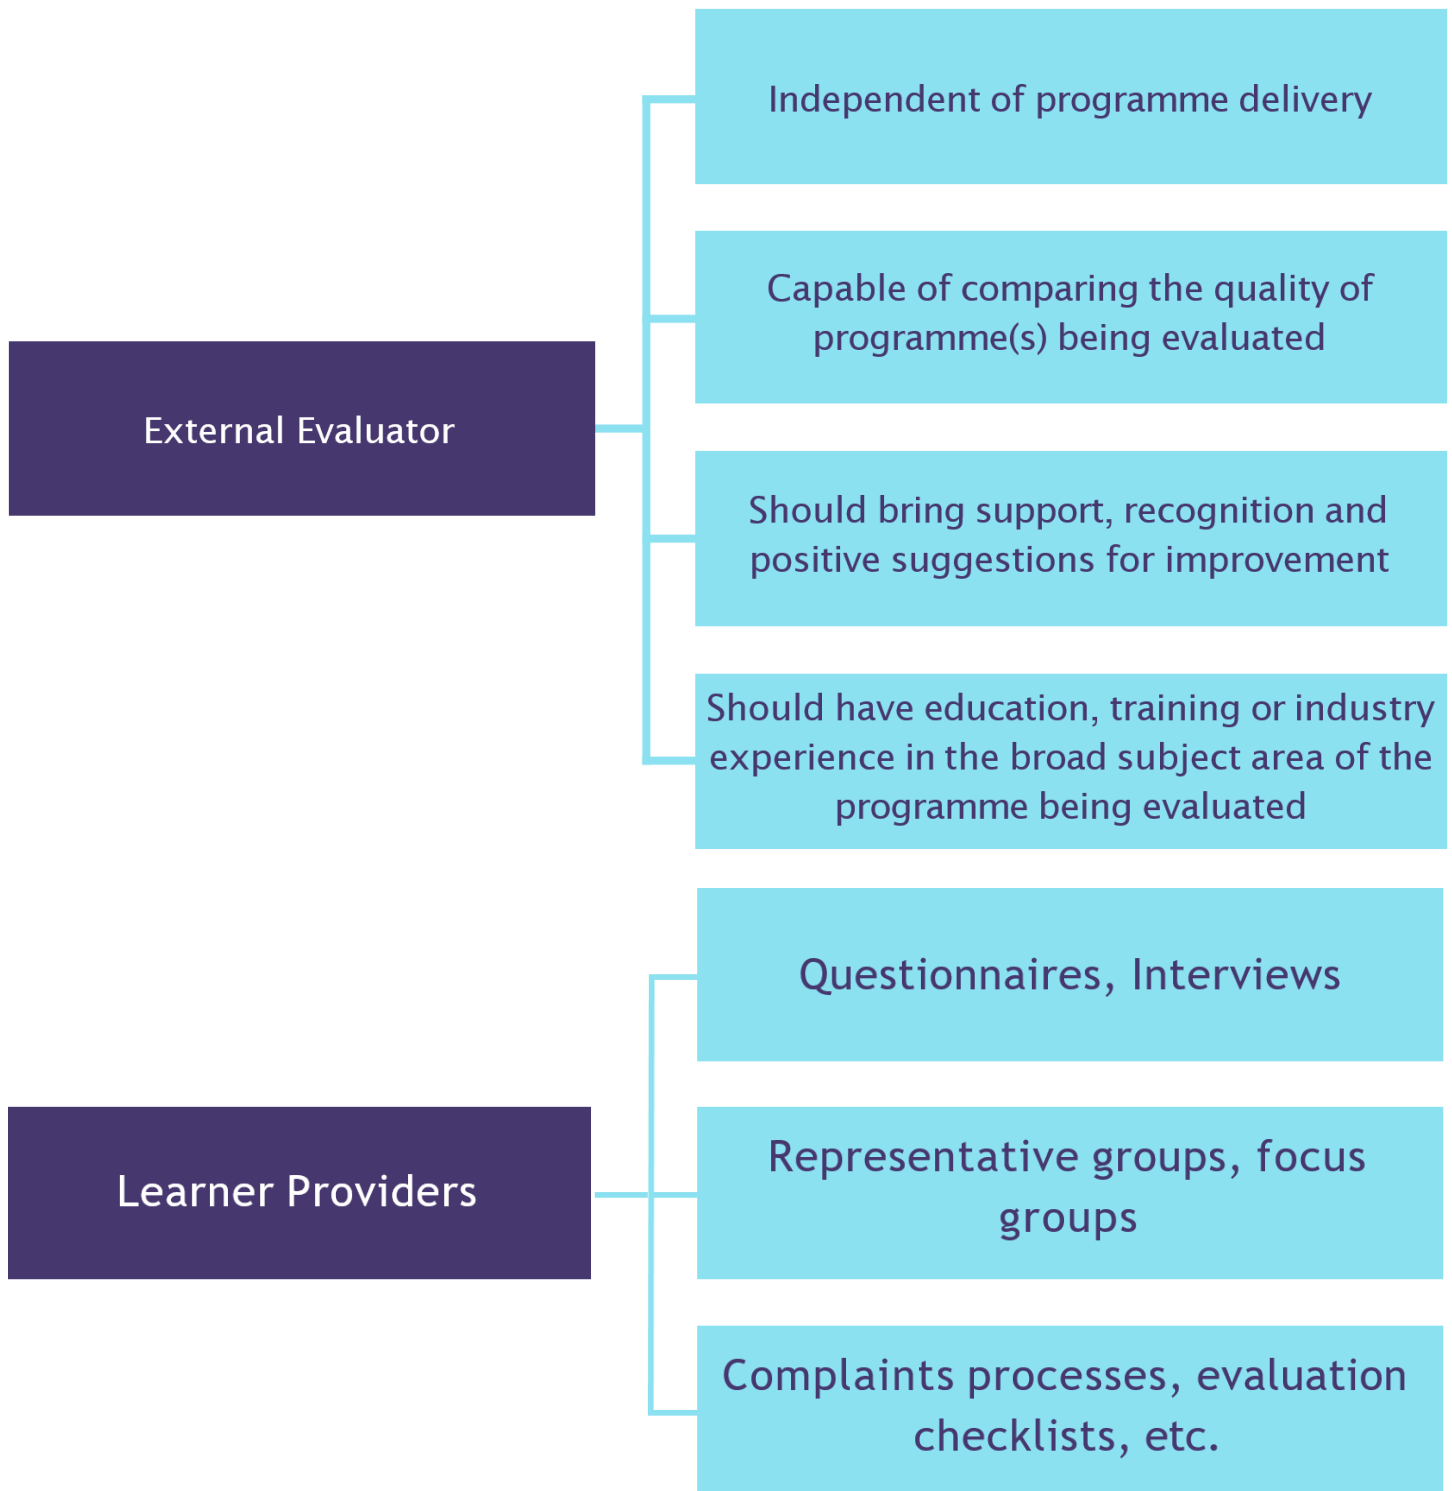 Independent of programme delivery
Capable of comparing the quality of
programme(s) being evaluated
External Evaluator
Should bring support, recognition and
positive suggestions for improvement
Should have education, training or industry
experience in the broad subject area of the
programme being evaluated
Questionnaires, Interviews
Learner Providers
Representative groups, focus
groups
Complaints processes, evaluation
checklists, etc.